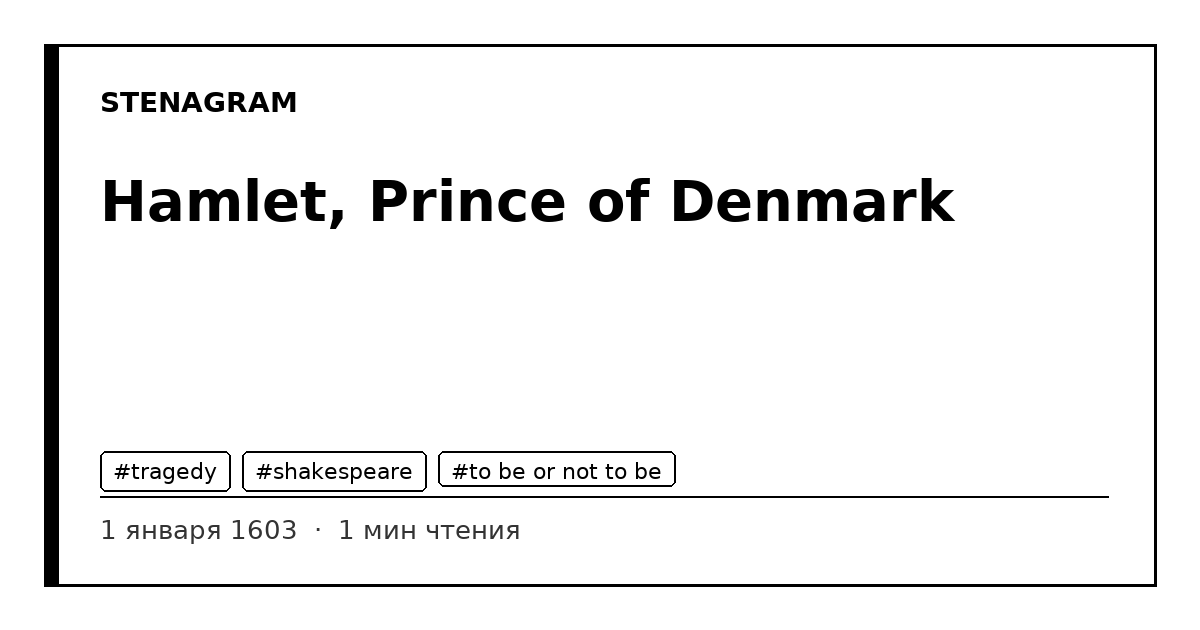 STENAGRAM
Hamlet, Prince of Denmark
#tragedy #shakespeare #to be or not to be
1 января 1603 · 1 мин чтения